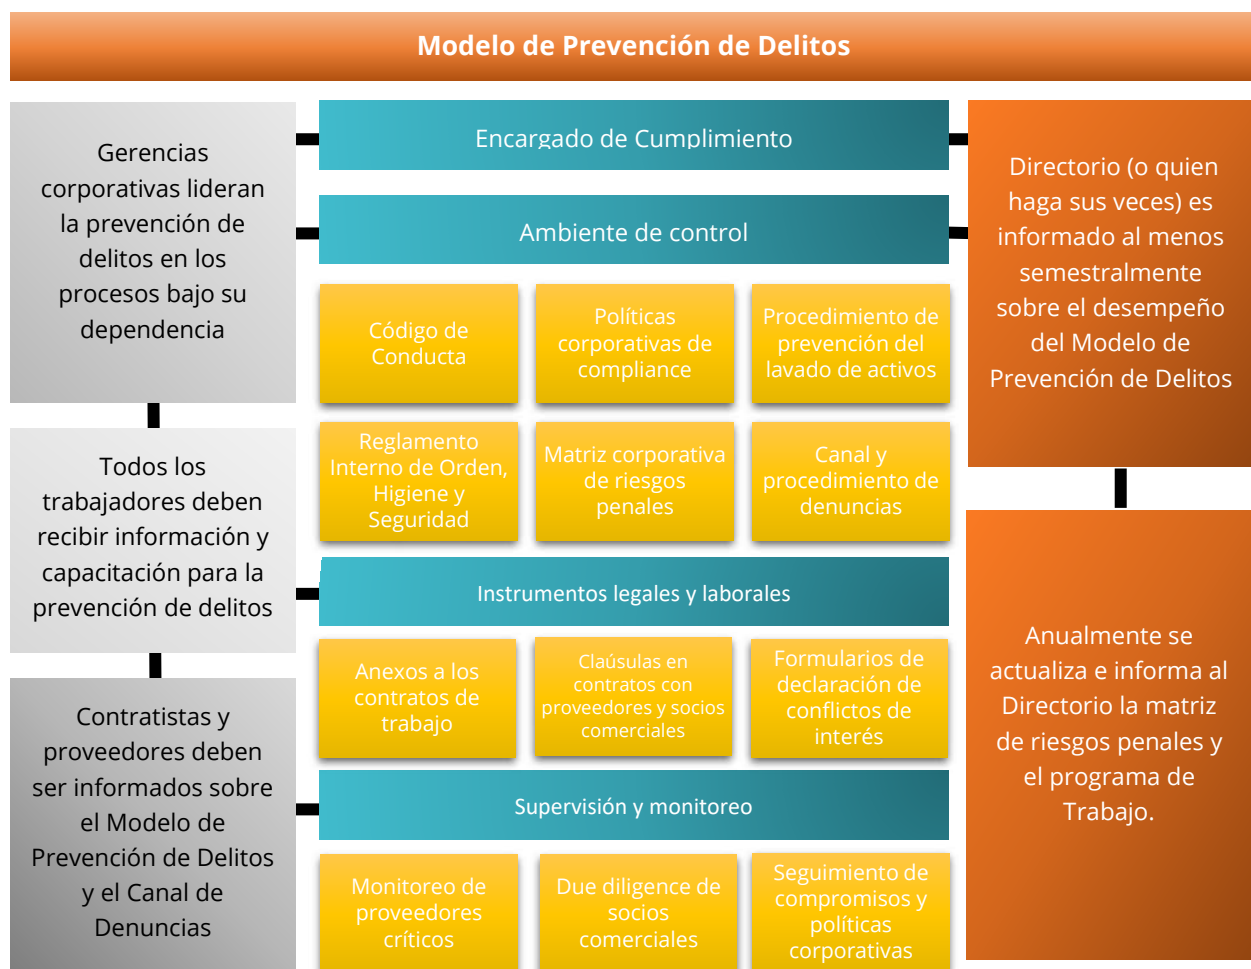 Modelo de Prevención de Delitos
Gerencias
corporativas lideran
la prevención de
delitos en los
procesos bajo su
dependencia
Todos los
trabajadores deben
recibir información y
capacitación para la
prevención de delitos
Contratistas y
proveedores deben
ser informados sobre
el Modelo de
Prevención de Delitos
y el Canal de
Denuncias
Encargado de Cumplimiento
Ambiente de control
Código de
Conducta
Políticas
corporativas de
compliance
Procedimiento de
prevención del
lavado de activos
Reglamento
Interno de Orden,
Higiene y
Seguridad
Matriz corporativa
de riesgos
penales
Canal y
procedimiento de
denuncias
Instrumentos legales y laborales
Anexos a los
contratos de
trabajo
Claúsulas en
contratos con
proveedores y socios
comerciales
Formularios de
declaración de
conflictos de
interés
Supervisión y monitoreo
Monitoreo de
proveedores
críticos
Due diligence de
socios
comerciales
Seguimiento de
compromisos y
políticas
corporativas
Directorio (o quien
haga sus veces) es
informado al menos
semestralmente
sobre el desempeño
del Modelo de
Prevención de Delitos
Anualmente se
actualiza e informa al
Directorio la matriz
de riesgos penales y
el programa de
Trabajo.